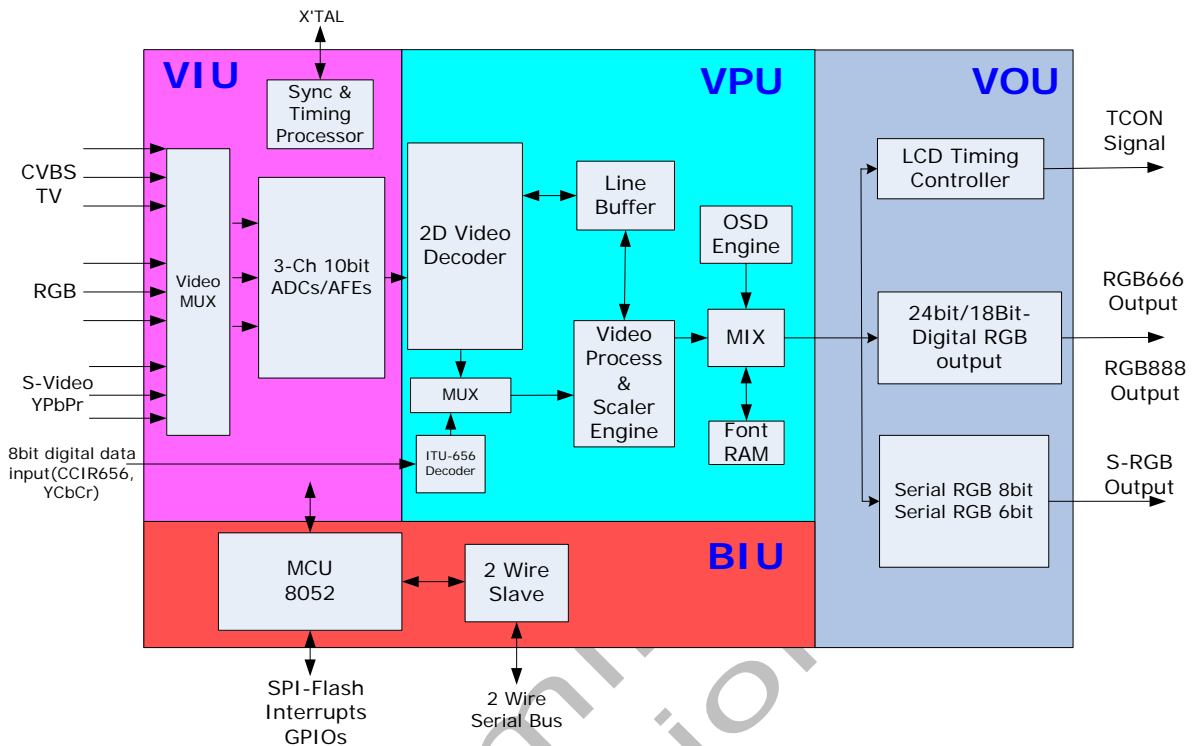 X'TAL
VIU
VPU
VOU
Sync &
Timing
Processor
CVBS
TV
RGB
S-Video
YPbPr
8bit digital data
input(CCIR656,
YCbCr)
Video
MUX
3-Ch 10bit
ADCs/AFEs
2D Video
Decoder
MUX
ITU-656
Decoder
Line
Buffer
Video
Process
&
Scaler
Engine
OSD
Engine
MIX
Font
RAM
LCD Timing
Controller
24bit/18Bit-
Digital RGB
output
Serial RGB 8bit
Serial RGB 6bit
TCON
Signal
RGB666
Output
RGB888
Output
S-RGB
Output
BIU
MCU
8052
2 Wire
Slave
SPI-Flash
Interrupts
GPIOs
2 Wire
Serial Bus